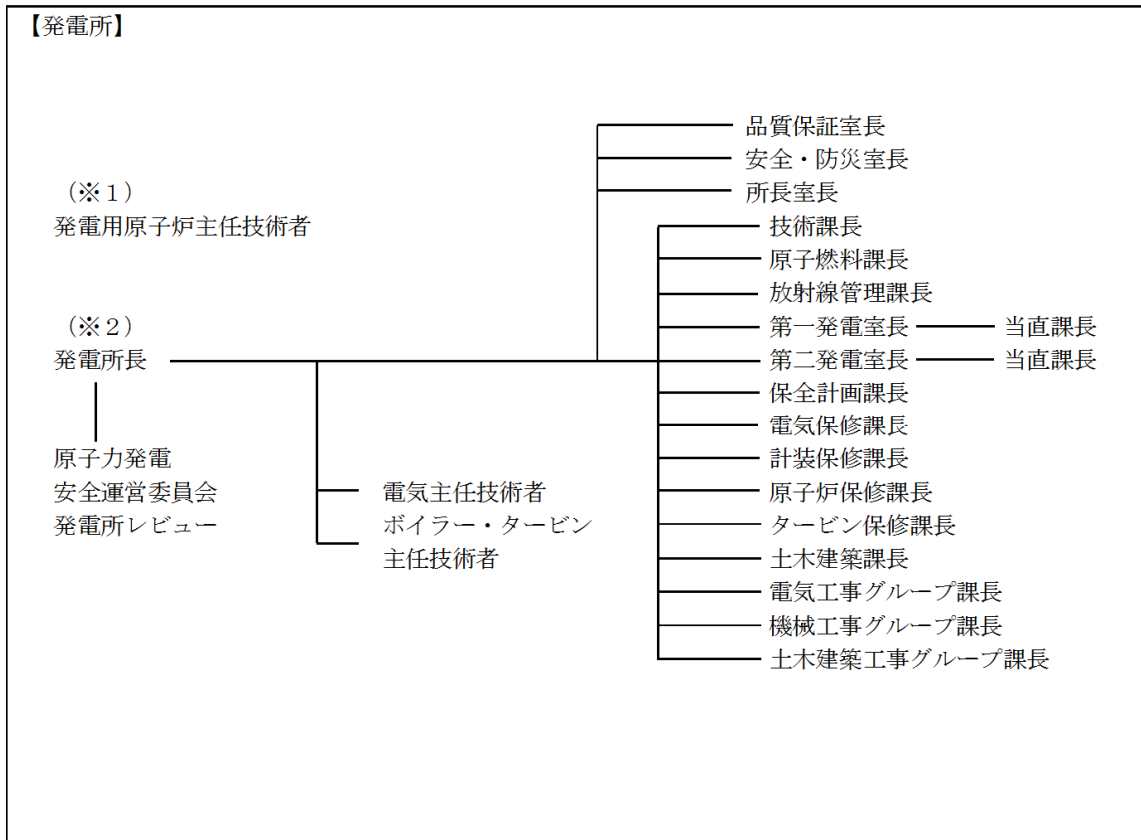 【発電所】
品質保証室長
安全・防災室長
所長室長
（※１）
発電用原子炉主任技術者
技術課長
原子燃料課長
放射線管理課長
（※２）
第一発電室長
当直課長
発電所長
第二発電室長
当直課長
保全計画課長
電気保修課長
計装保修課長
原子炉保修課長
タービン保修課長
土木建築課長
電気工事グループ課長
機械工事グループ課長
土木建築工事グループ課長
原子力発電
安全運営委員会
発電所レビュー
電気主任技術者
ボイラー・タービン
主任技術者